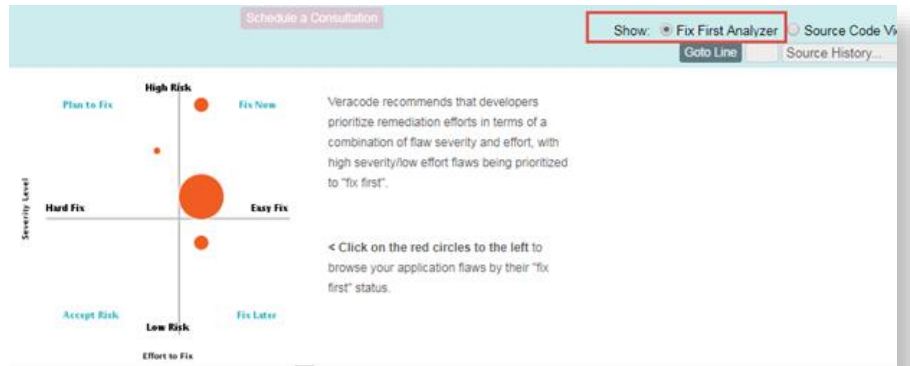 Schedule a Consultation
Show: Fix First Analyzer Source Code Vi
Goto Line Source History...
High Risk
Plan to Fix Fix Now
Severity Level
Hard Fix Easy Fix
Accept Risk Fix Later
Low Risk
Effort to Fix
Veracode recommends that developers
prioritize remediation efforts in terms of a
combination of flaw severity and effort, with
high severity/low effort flaws being prioritized
to "fix first".
< Click on the red circles to the left to
browse your application flaws by their "fix
first" status.